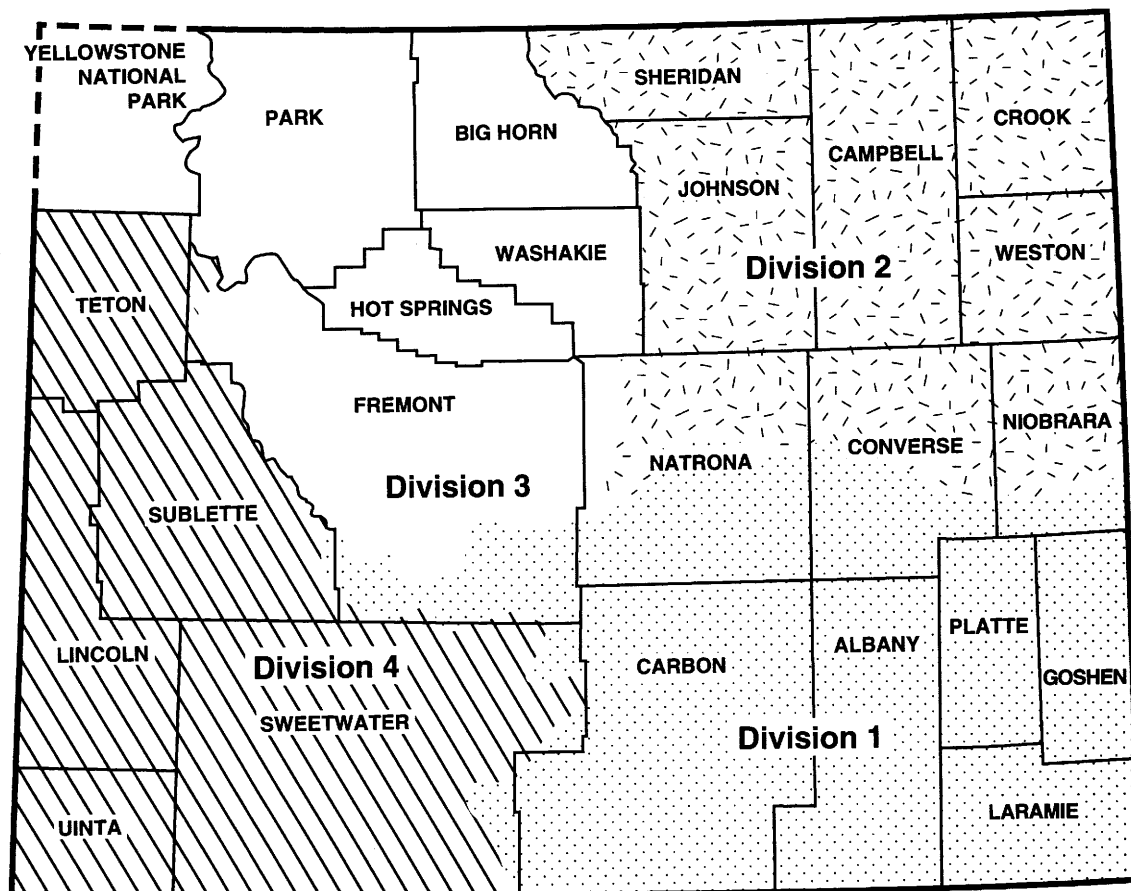 YELLOWSTONE
NATIONAL
PARK
PARK
BIG HORN
SHERIDAN
CAMPBELL
CROOK
JOHNSON
WASHAKIE
Division 2
WESTON
TETON
HOT SPRINGS
FREMONT
NATRONA
CONVERSE
NIOBRARA
Division 3
SUBLETTE
LINCOLN
Division 4
SWEETWATER
CARBON
ALBANY
PLATTE
GOSHEN
Division 1
UINTA
LARAMIE